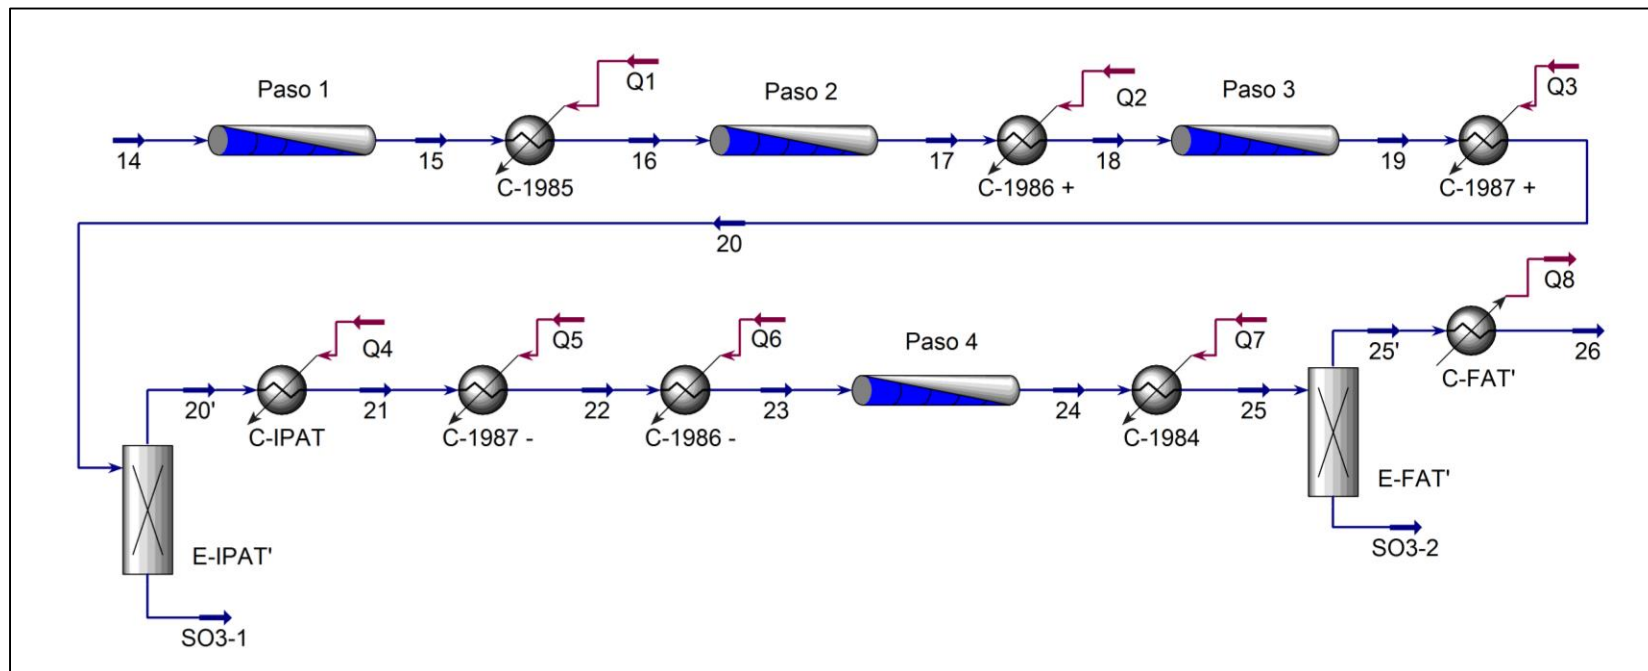 Paso 1
Q1
Paso 2
Q2
Paso 3
Q3
14
15
C-1985
16
17
C-1986 +
18
19
C-1987 +
20
Q8
20'
C-IPAT
Q4
21
C-1987 -
Q5
22
C-1986 -
Q6
23
Paso 4
24
C-1984
Q7
25
25'
C-FAT'
26
E-FAT'
SO3-2
E-IPAT'
SO3-1